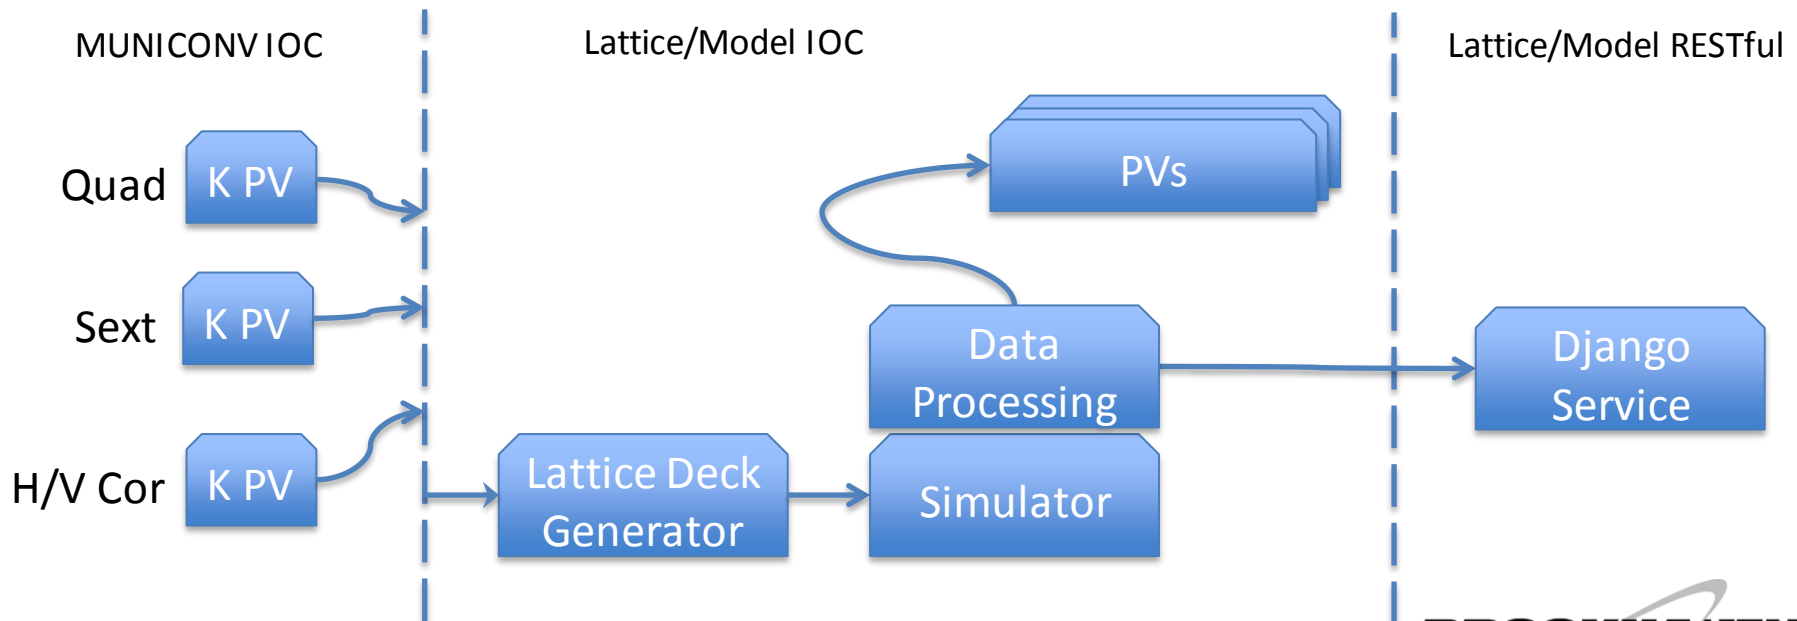 MUNICONV IOC
Lattice/Model IOC
Lattice/Model RESTful
Quad
K PV
PVs
Sext
K PV
Data
Processing
Django
Service
H/V Cor
K PV
Lattice Deck
Generator
Simulator